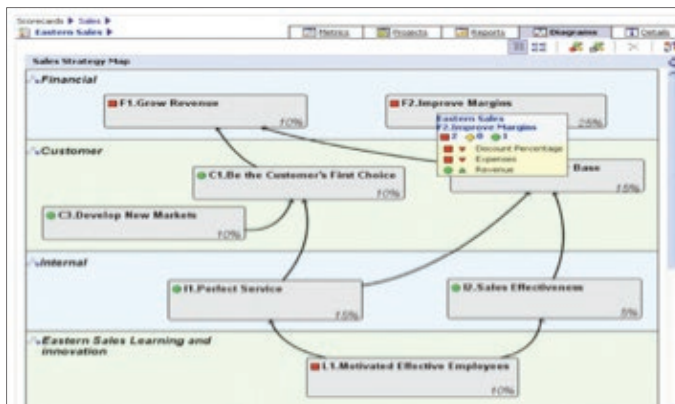 Scorecards ▶ Sales ▶
Eastern Sales ▶
Metrics Projects Reports Diagrams Details
Sales Strategy Map
Financial
F1.Grow Revenue
10%
F2.Improve Margins
25%
Eastern Sales
F2.Improve Margins
2 0 1
Discount Percentage
Expenses
Revenue
Customer
C1.Be the Customer's First Choice
10%
Base
15%
C3.Develop New Markets
10%
Internal
I1.Perfect Service
15%
I2.Sales Effectiveness
5%
Eastern Sales Learning and
innovation
L1.Motivated Effective Employees
10%